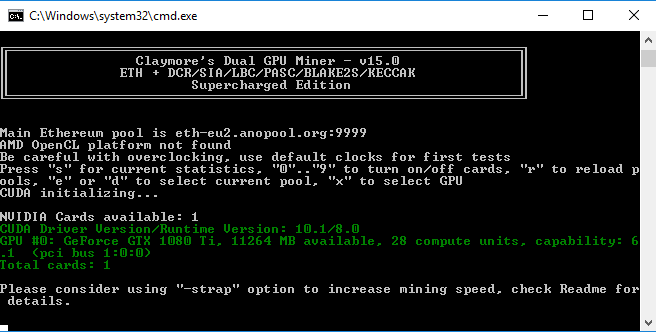 C:\Windows\system32\cmd.exe
Claymore's Dual GPU Miner - v15.0
ETH + DCR/SIA/LBC/PASC/BLAKE2S/KECCAK
Supercharged Edition
Main Ethereum pool is eth-eu2.anopool.org:9999
AMD OpenCL platform not found
Be careful with overclocking, use default clocks for first tests
Press "s" for current statistics, "0".."9" to turn on/off cards, "r" to reload p
ools, "e" or "d" to select current pool, "x" to select GPU
CUDA initializing...
NVIDIA Cards available: 1
CUDA Driver Version/Runtime Version: 10.1/8.0
GPU #0: GeForce GTX 1080 Ti, 11264 MB available, 28 compute units, capability: 6
.1  (pci bus 1:0:0)
Total cards: 1
Please consider using "-strap" option to increase mining speed, check Readme for
 details.